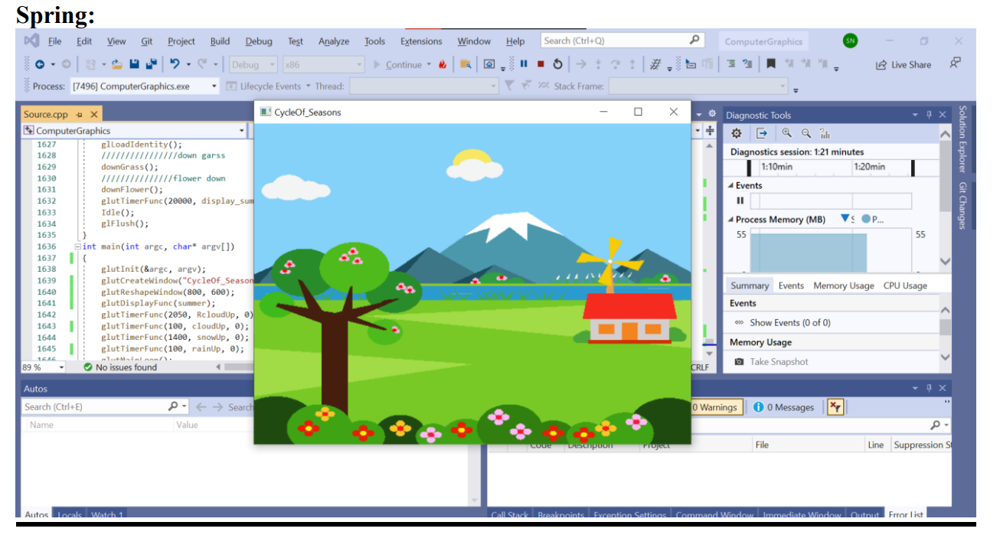 Spring:
File Edit View Git Project Build Debug Test Analyze Tools Extensions Window Help Search (Ctrl+Q) ComputerGraphics SN
Debug x86 Continue Live Share
Process: [7496] ComputerGraphics.exe Lifecycle Events Thread: Stack Frame:
Source.cpp
ComputerGraphics
1627 glLoadIdentity();
1628 ////////////////down garss
1629 downGrass();
1630 ///////////////flower down
1631 downFlower();
1632 glutTimerFunc(20000, display_sum
1633 Idle();
1634 glFlush();
1635 }
1636 int main(int argc, char* argv[])
1637 {
1638 glutInit(&argc, argv);
1639 glutCreateWindow("CycleOf_Season
1640 glutReshapeWindow(800, 600);
1641 glutDisplayFunc(summer);
1642 glutTimerFunc(2050, RcloudUp, 0)
1643 glutTimerFunc(100, cloudUp, 0);
1644 glutTimerFunc(1400, snowUp, 0);
1645 glutTimerFunc(100, rainUp, 0);
1646 glutMainLoop();
89 % No issues found
CRLF
CycleOf_Seasons
Diagnostic Tools
Diagnostics session: 1:21 minutes
1:10min 1:20min
Events
Process Memory (MB) S P...
55 55
Summary Events Memory Usage CPU Usage
Events
Show Events (0 of 0)
Memory Usage
Take Snapshot
Solution Explorer
Git Changes
Autos
Search (Ctrl+E) Search
Name Value
Autos Locals Watch 1
0 Warnings 0 Messages
Code Description Project File Line Suppression S
Call Stack Breakpoints Exception Settings Command Window Immediate Window Output Error List